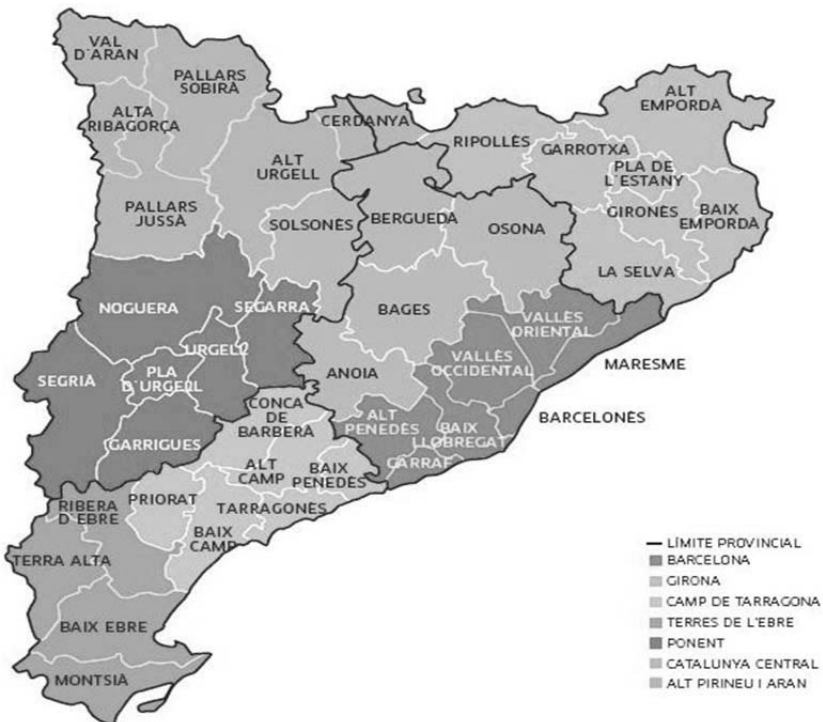 VAL
D'ARAN
PALLARS
SOBIRÀ
ALTA
RIBAGORÇA
CERDANYA
ALT
EMPORDÀ
RIPOLLÈS
GARROTXA
ALT
URGELL
PLA DE
L'ESTANY
PALLARS
JUSSÀ
SOLSONÈS
BERGUEDA
OSONA
GIRONÈS
BAIX
EMPORDÀ
LA SELVA
NOGUERA
SEGARRA
BAGES
VALLÈS
ORIENTAL
URGELL
VALLÈS
OCCIDENTAL
MARESME
SEGRIÀ
PLA
D'URGELL
ANOIA
CONCA
DE
BARBERÀ
ALT
PENEDÈS
BAIX
LLOBREGAT
BARCELONÈS
GARRIGUES
GARRAF
ALT
CAMP
BAIX
PENEDÈS
PRIORAT
TARRAGONÈS
RIBERA
D'EBRE
BAIX
CAMP
TERRA ALTA
BAIX EBRE
MONTSIÀ
LÍMITE PROVINCIAL
BARCELONA
GIRONA
CAMP DE TARRAGONA
TERRES DE L'EBRE
PONENT
CATALUNYA CENTRAL
ALT PIRINEU I ARAN